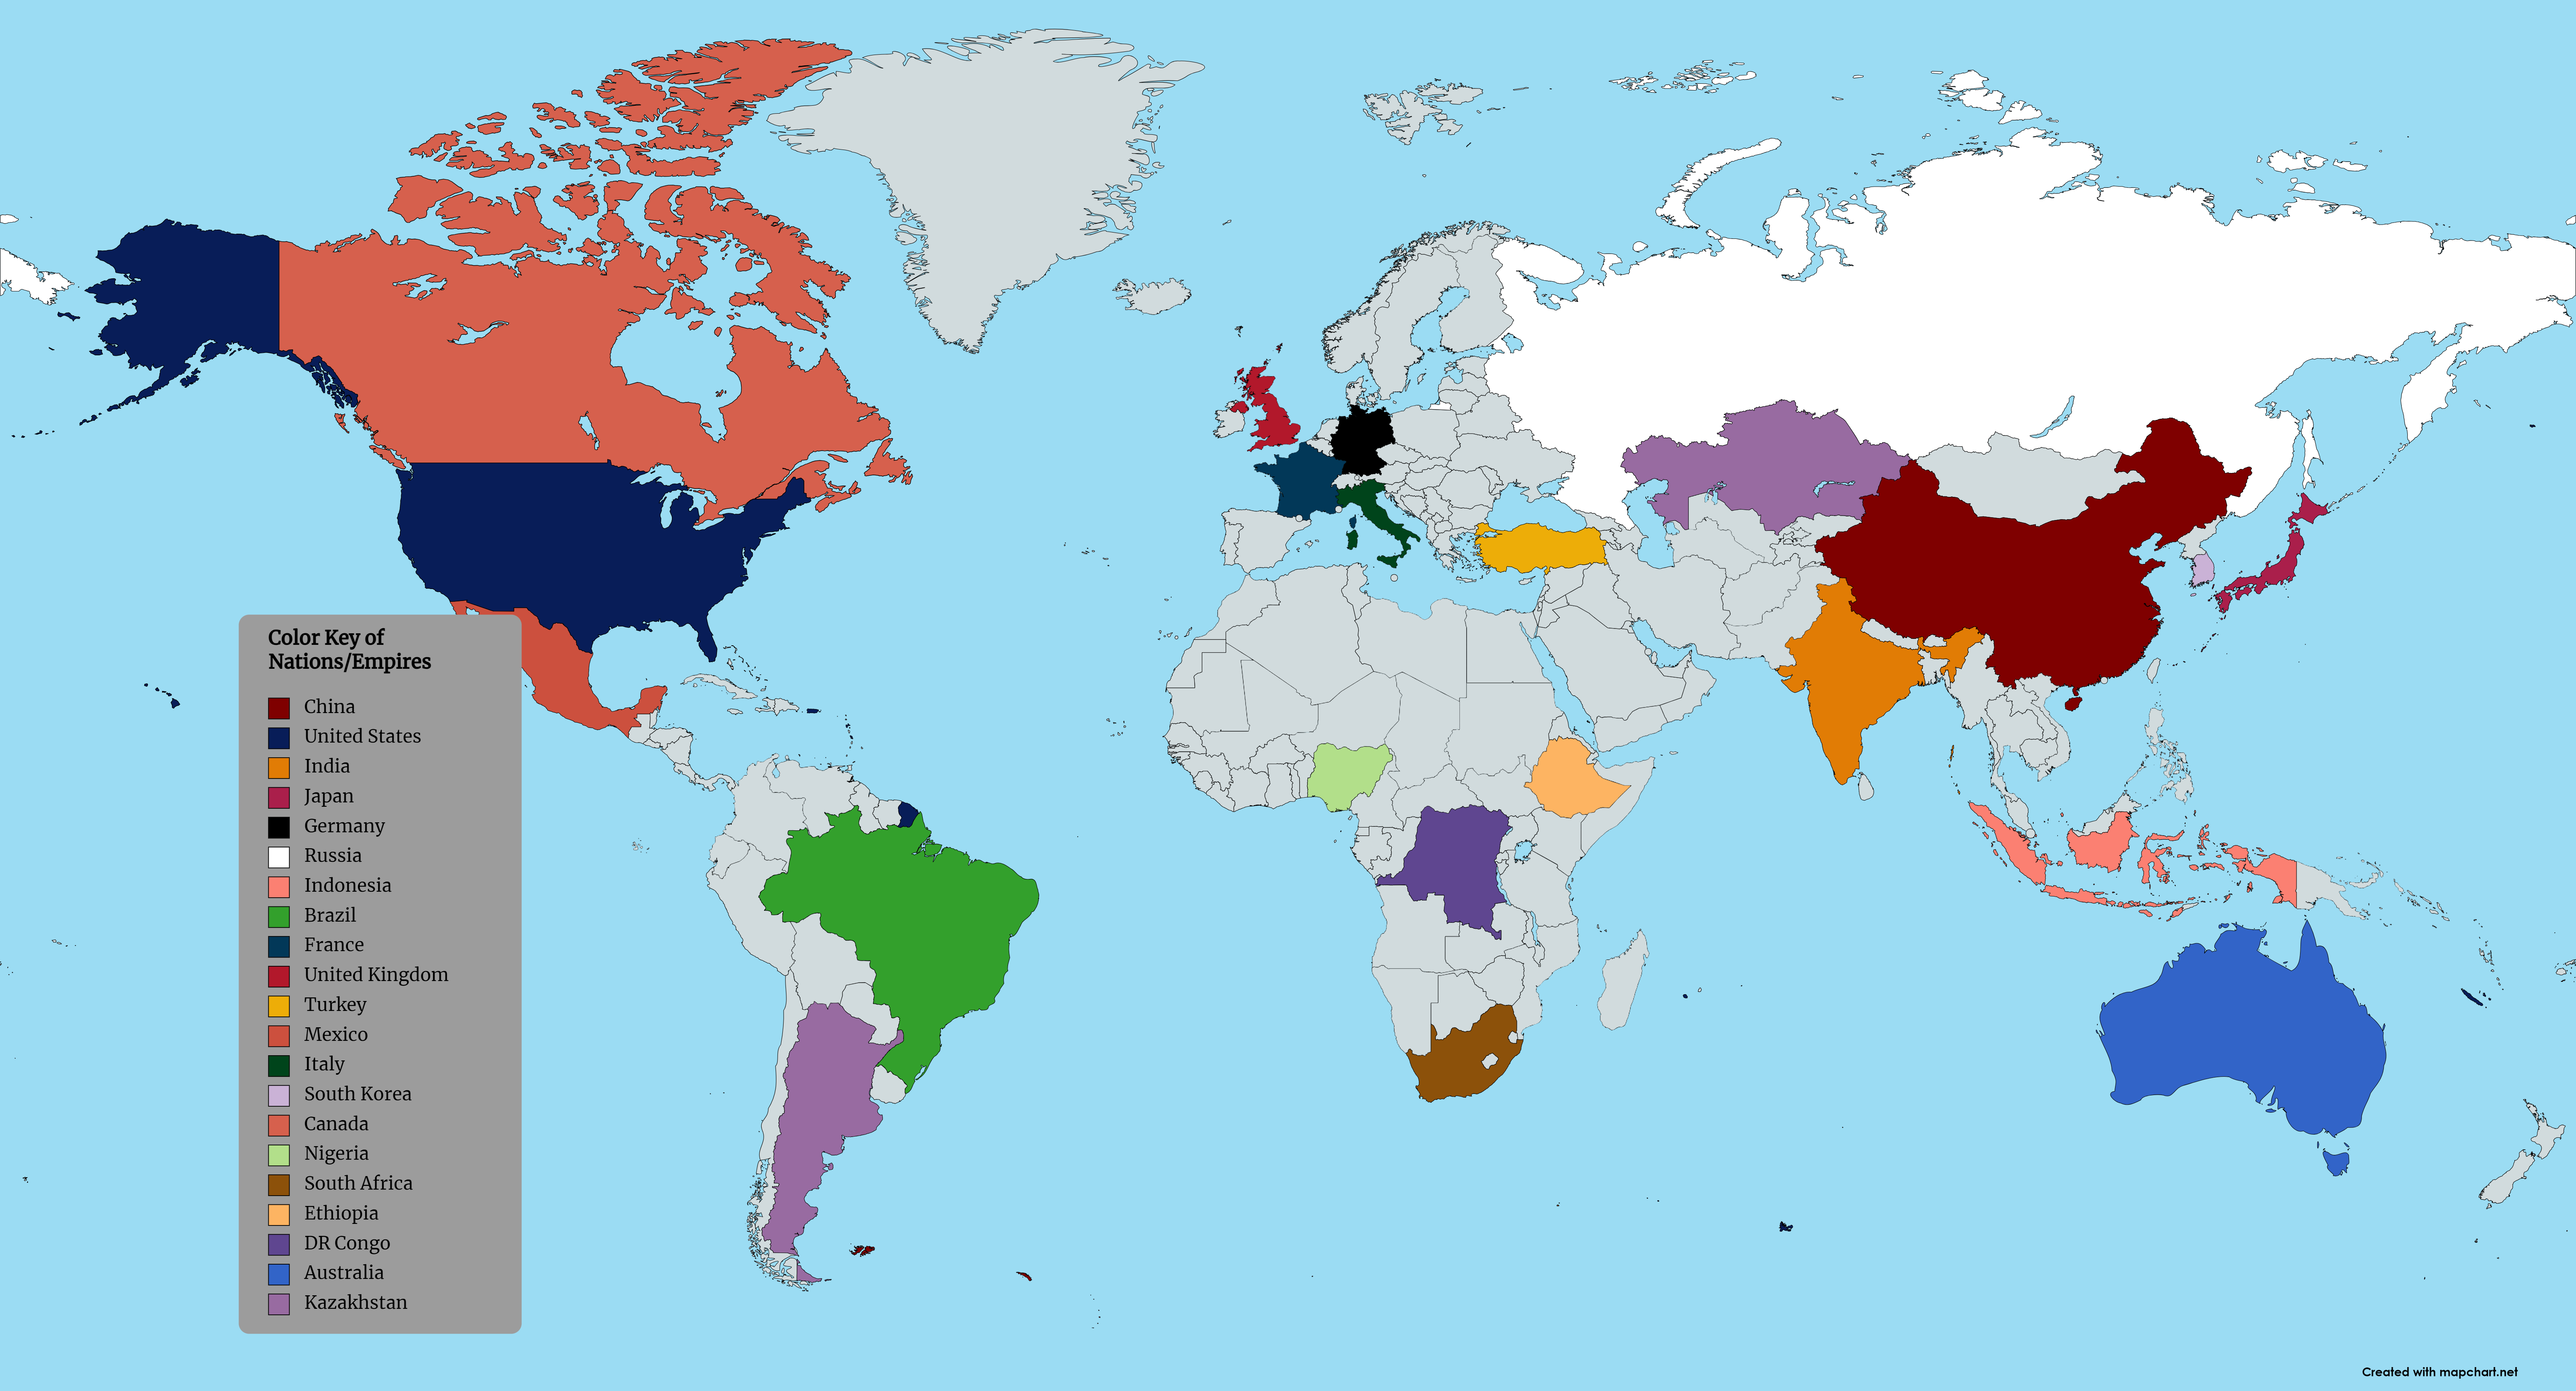 Color Key of
Nations/Empires
China
United States
India
Japan
Germany
Russia
Indonesia
Brazil
France
United Kingdom
Turkey
Mexico
Italy
South Korea
Canada
Nigeria
South Africa
Ethiopia
DR Congo
Australia
Kazakhstan
Created with mapchart.net